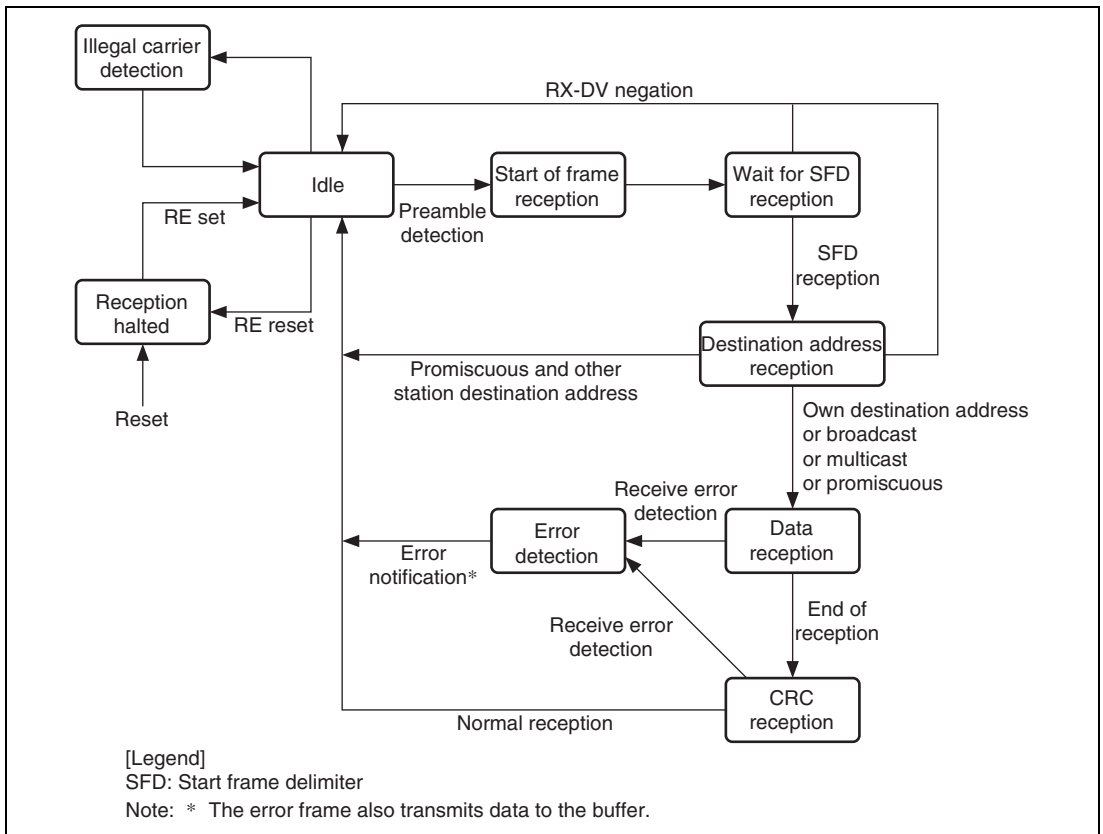 Illegal carrier
detection
RX-DV negation
Idle
Start of frame
reception
Wait for SFD
reception
Preamble
detection
RE set
SFD
reception
Reception
halted
RE reset
Destination address
reception
Promiscuous and other
station destination address
Reset
Own destination address
or broadcast
or multicast
or promiscuous
Receive error
detection
Error
detection
Data
reception
Error
notification*
End of
reception
Receive error
detection
CRC
reception
Normal reception
[Legend]
SFD: Start frame delimiter
Note: * The error frame also transmits data to the buffer.